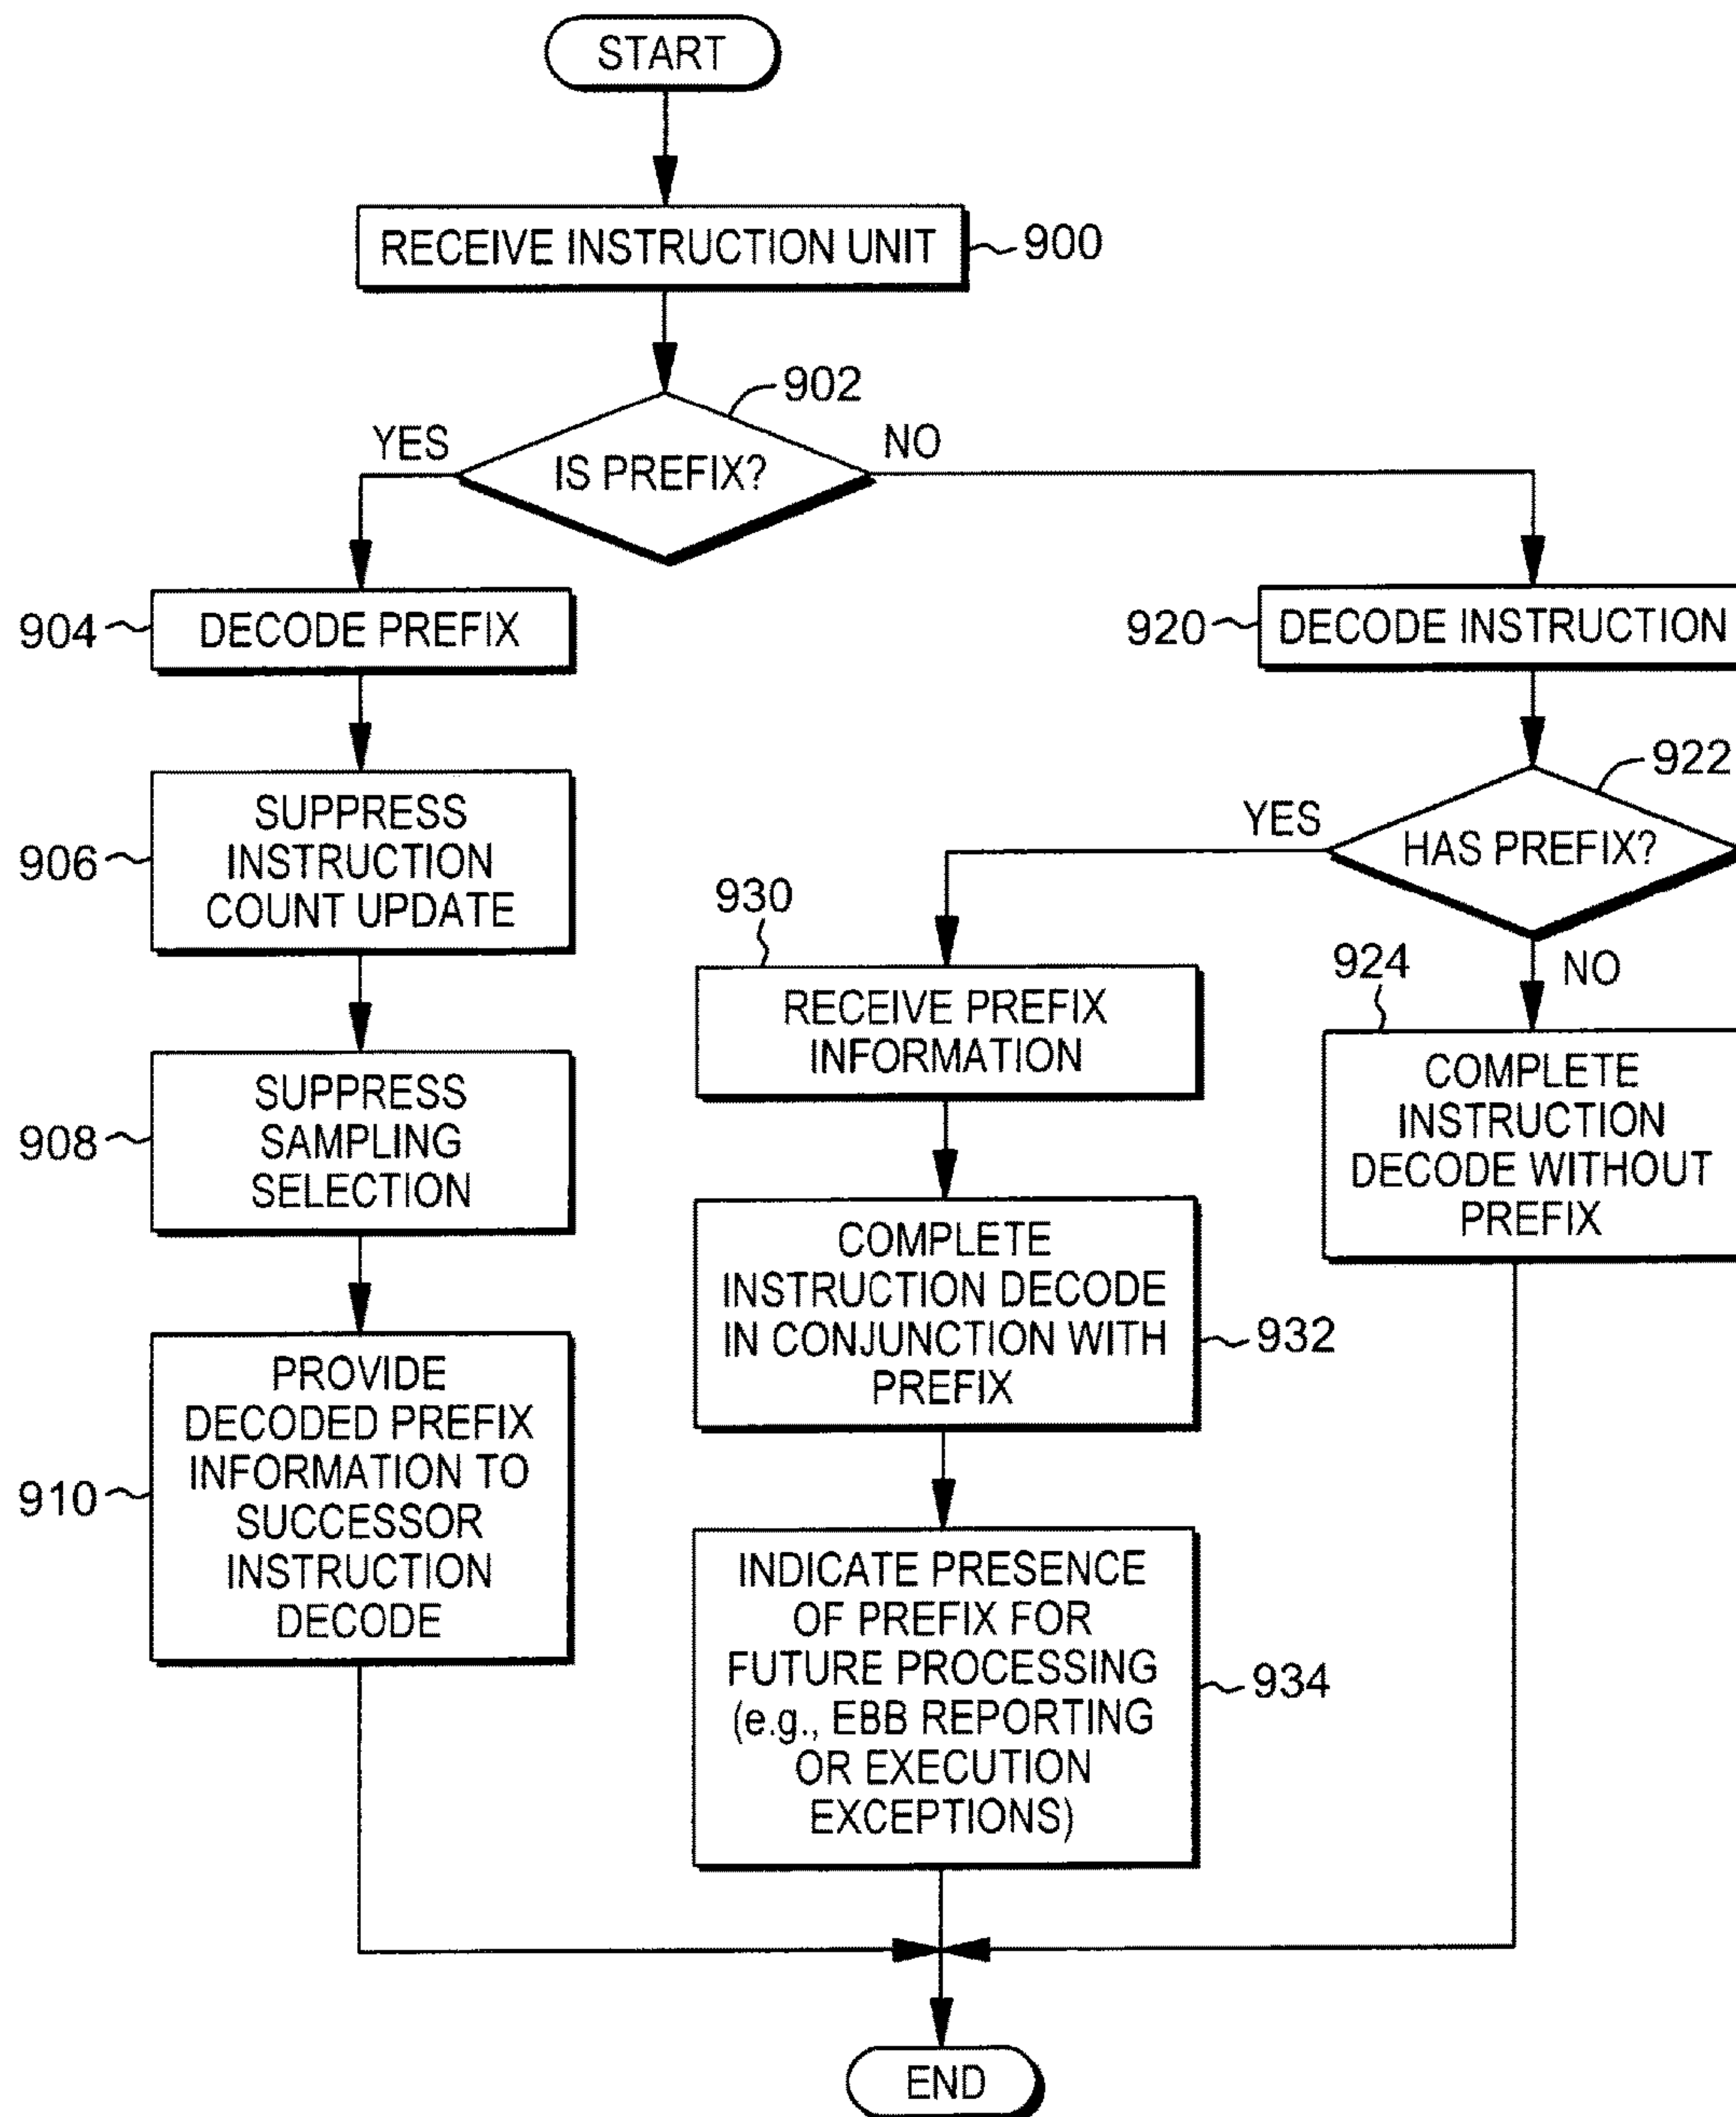 START
RECEIVE INSTRUCTION UNIT
900
902
YES
IS PREFIX?
NO
904
DECODE PREFIX
920
DECODE INSTRUCTION
906
SUPPRESS
INSTRUCTION
COUNT UPDATE
922
YES
HAS PREFIX?
NO
930
RECEIVE PREFIX
INFORMATION
924
COMPLETE
INSTRUCTION
DECODE WITHOUT
PREFIX
908
SUPPRESS
SAMPLING
SELECTION
COMPLETE
INSTRUCTION DECODE
IN CONJUNCTION WITH
PREFIX
932
910
PROVIDE
DECODED PREFIX
INFORMATION TO
SUCCESSOR
INSTRUCTION
DECODE
INDICATE PRESENCE
OF PREFIX FOR
FUTURE PROCESSING
(e.g., EBB REPORTING
OR EXECUTION
EXCEPTIONS)
934
END